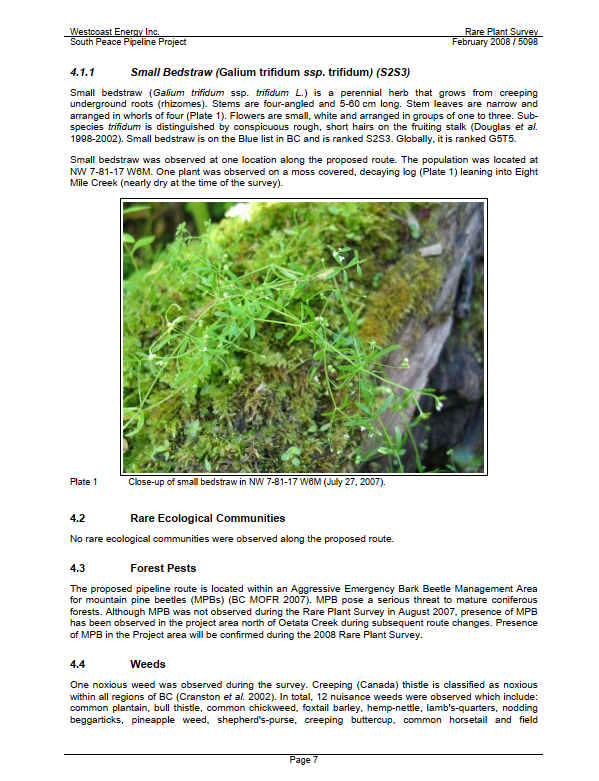 Westcoast Energy Inc. Rare Plant Survey
South Peace Pipeline Project February 2008 / 5098
4.1.1 Small Bedstraw (Galium trifidum ssp. trifidum) (S2S3)
Small bedstraw (Galium trifidum ssp. trifidum L.) is a perennial herb that grows from creeping
underground roots (rhizomes). Stems are four-angled and 5-60 cm long. Stem leaves are narrow and
arranged in whorls of four (Plate 1). Flowers are small, white and arranged in groups of one to three. Sub-
species trifidum is distinguished by conspicuous rough, short hairs on the fruiting stalk (Douglas et al.
1998-2002). Small bedstraw is on the Blue list in BC and is ranked S2S3. Globally, it is ranked G5T5.
Small bedstraw was observed at one location along the proposed route. The population was located at
NW 7-81-17 W6M. One plant was observed on a moss covered, decaying log (Plate 1) leaning into Eight
Mile Creek (nearly dry at the time of the survey).
Plate 1 Close-up of small bedstraw in NW 7-81-17 W6M (July 27, 2007).
4.2 Rare Ecological Communities
No rare ecological communities were observed along the proposed route.
4.3 Forest Pests
The proposed pipeline route is located within an Aggressive Emergency Bark Beetle Management Area
for mountain pine beetles (MPBs) (BC MOFR 2007). MPB pose a serious threat to mature coniferous
forests. Although MPB was not observed during the Rare Plant Survey in August 2007, presence of MPB
has been observed in the project area north of Oetata Creek during subsequent route changes. Presence
of MPB in the Project area will be confirmed during the 2008 Rare Plant Survey.
4.4 Weeds
One noxious weed was observed during the survey. Creeping (Canada) thistle is classified as noxious
within all regions of BC (Cranston et al. 2002). In total, 12 nuisance weeds were observed which include:
common plantain, bull thistle, common chickweed, foxtail barley, hemp-nettle, lamb's-quarters, nodding
beggarticks, pineapple weed, shepherd's-purse, creeping buttercup, common horsetail and field
Page 7